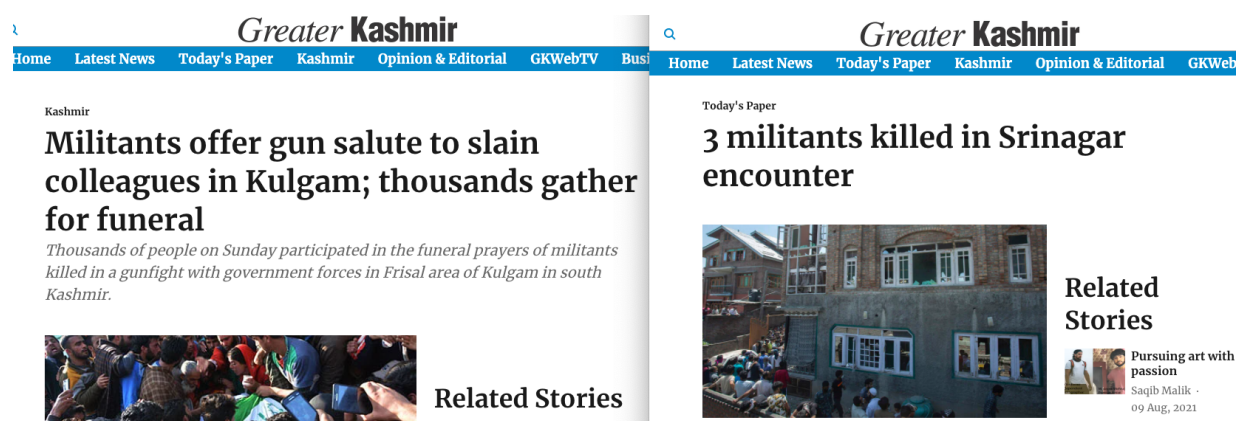 Greater Kashmir
Home Latest News Today's Paper Kashmir Opinion & Editorial GKWebTV Busi
Kashmir
Militants offer gun salute to slain
colleagues in Kulgam; thousands gather
for funeral
Thousands of people on Sunday participated in the funeral prayers of militants
killed in a gunfight with government forces in Frisal area of Kulgam in south
Kashmir.
Related Stories
Greater Kashmir
Home Latest News Today's Paper Kashmir Opinion & Editorial GKWeb
Today's Paper
3 militants killed in Srinagar
encounter
Related
Stories
Pursuing art with
passion
Saqib Malik ·
09 Aug, 2021